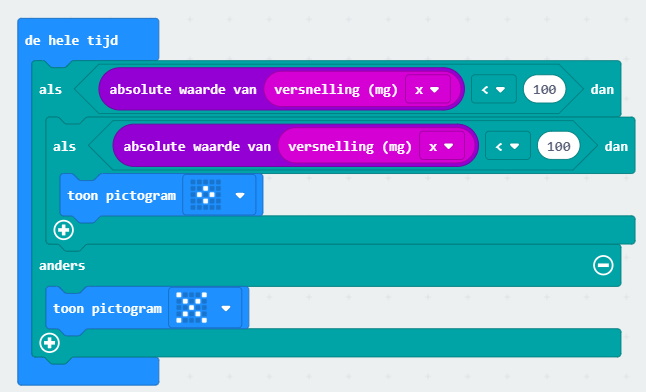 de hele tijd
als absolute waarde van versnelling (mg) x < 100 dan
als absolute waarde van versnelling (mg) x < 100 dan
toon pictogram
anders
toon pictogram